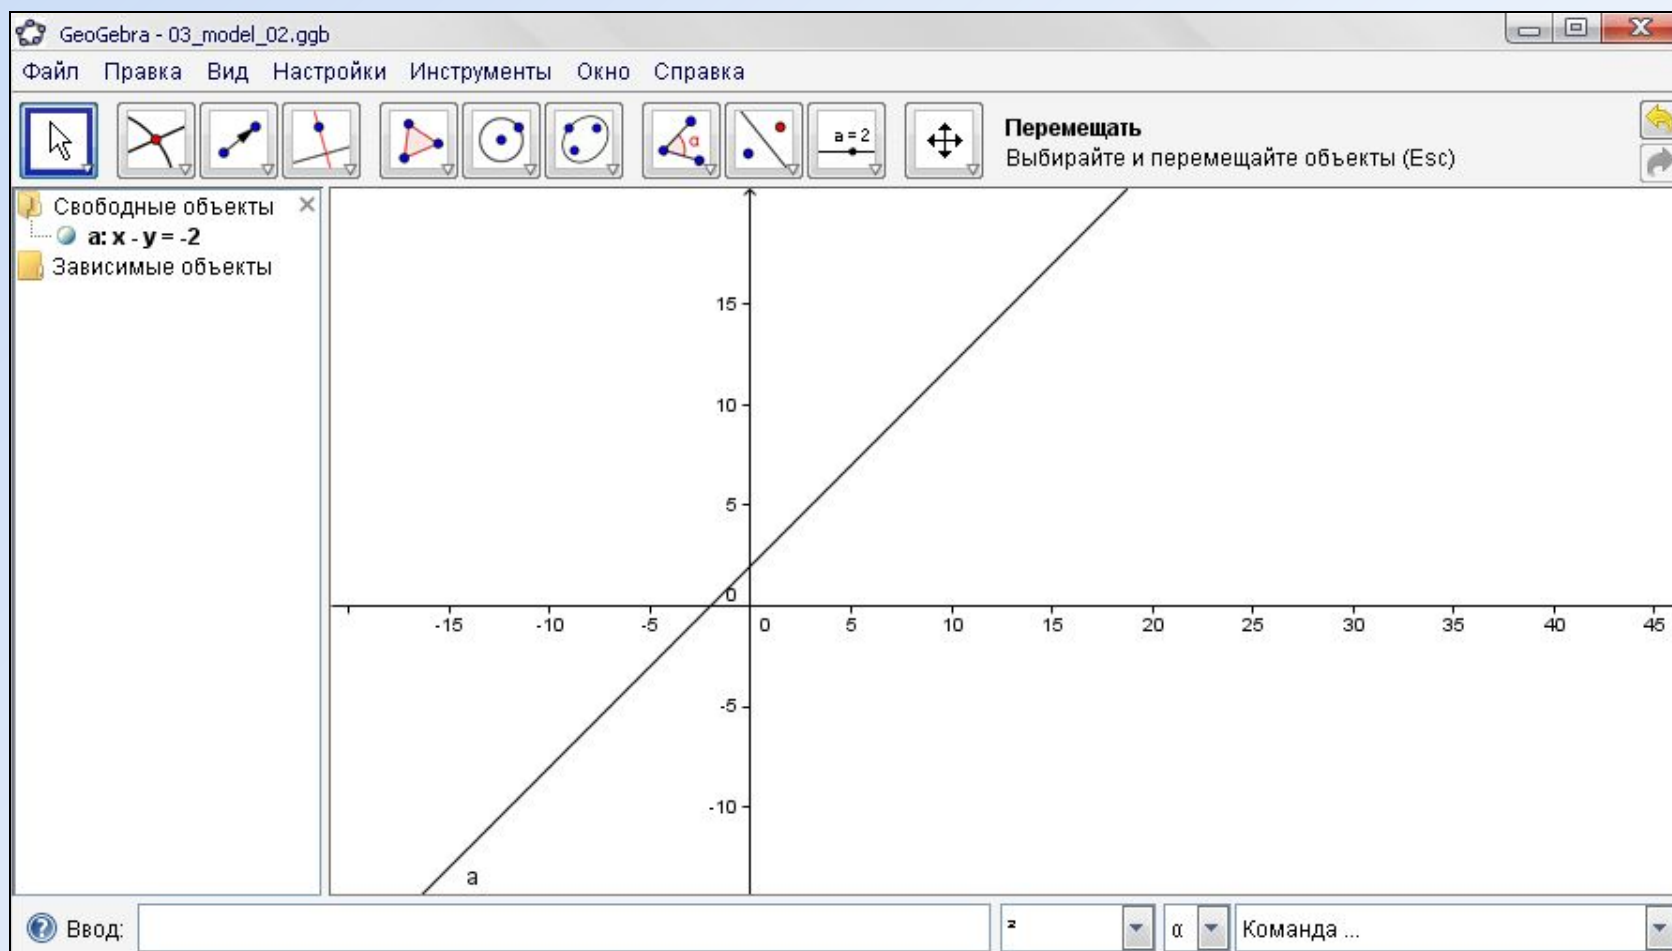 GeoGebra - 03_model_02.ggb
Файл Правка Вид Настройки Инструменты Окно Справка
a = 2
α
Перемещать
Выбирайте и перемещайте объекты (Esc)
Свободные объекты
a: x - y = -2
Зависимые объекты
15
10
5
0
-15 -10 -5 0 5 10 15 20 25 30 35 40 45
-5
-10
a
Ввод: ² α Команда ...